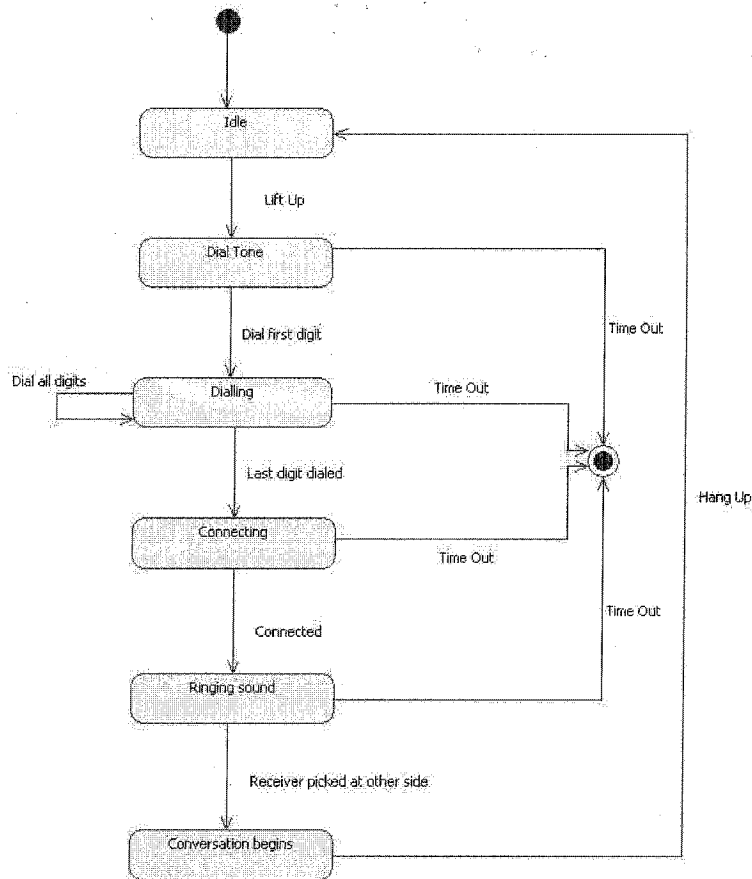 Idle
Lift Up
Dial Tone
Time Out
Dial first digit
Dial all digits
Dialling
Time Out
Last digit dialed
Hang Up
Connecting
Time Out
Time Out
Connected
Ringing sound
Receiver picked at other side
Conversation begins